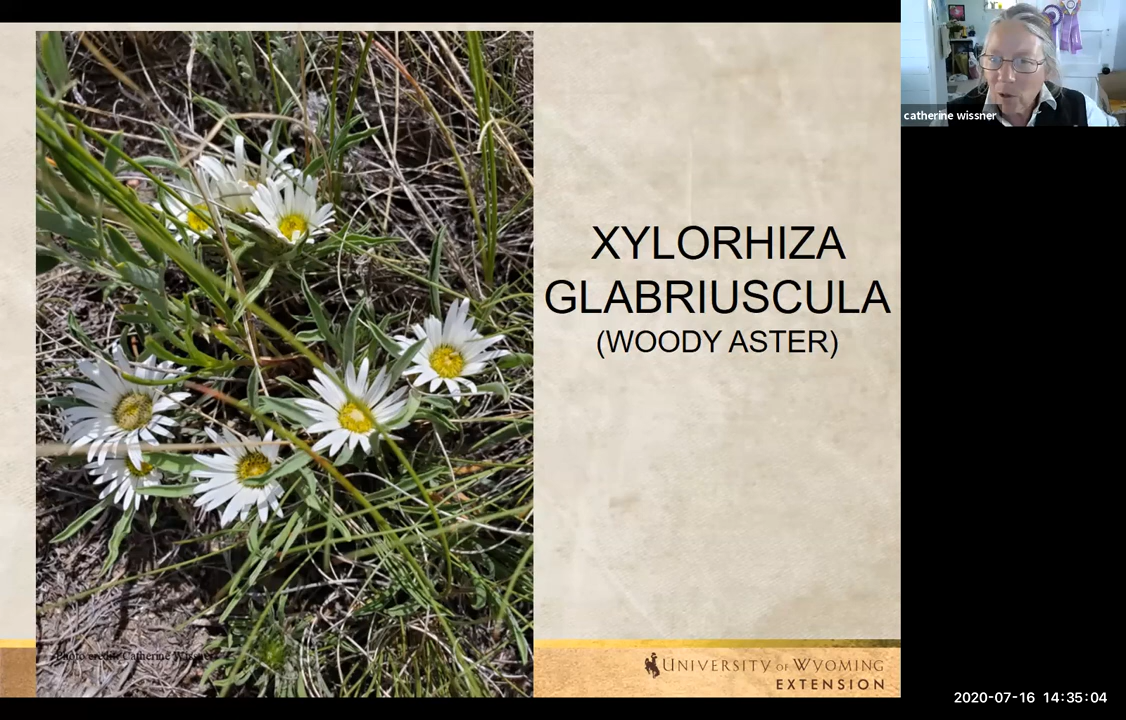 catherine wissner
XYLORHIZA
GLABRIUSCULA
(WOODY ASTER)
Photo credit: Catherine Wissner
UNIVERSITY OF WYOMING
EXTENSION
2020-07-16 14:35:04